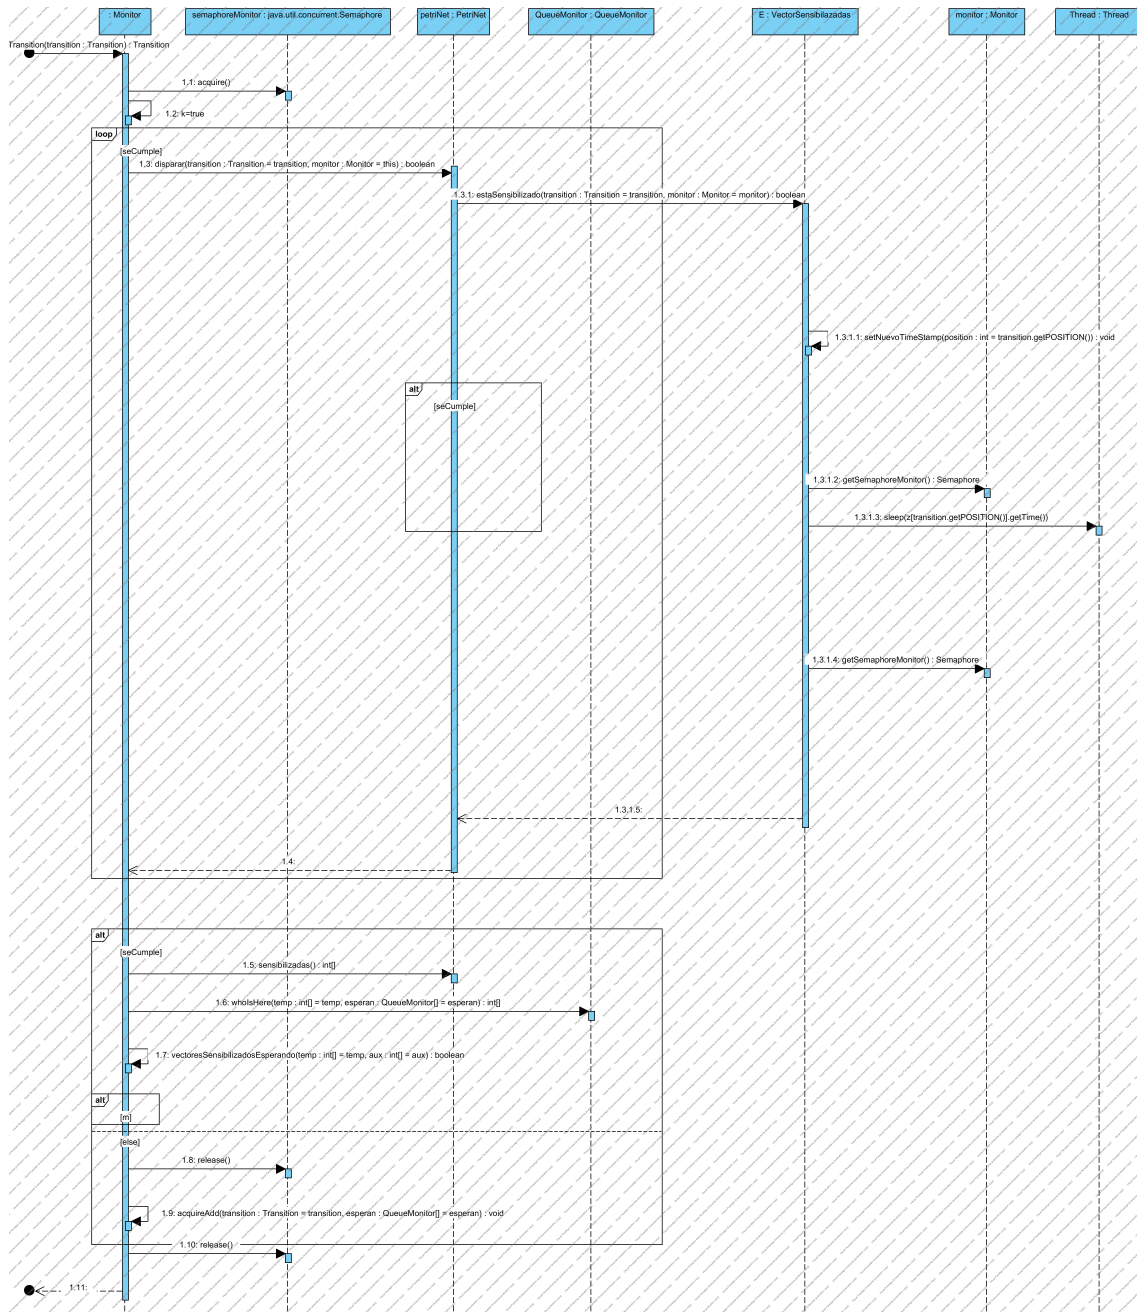 : Monitor
semaphoreMonitor : java.util.concurrent.Semaphore
petriNet : PetriNet
QueueMonitor : QueueMonitor
E : VectorSensibilazadas
monitor : Monitor
Thread : Thread
Transition(transition : Transition) : Transition
1.1: acquire()
1.2: k=true
loop
[seCumple]
1.3: disparar(transition : Transition = transition, monitor : Monitor = this) : boolean
1.3.1: estaSensibilizado(transition : Transition = transition, monitor : Monitor = monitor) : boolean
1.3.1.1: setNuevoTimeStamp(position : int = transition.getPOSITION()) : void
alt
[seCumple]
1.3.1.2: getSemaphoreMonitor() : Semaphore
1.3.1.3: sleep(z[transition.getPOSITION()].getTime())
1.3.1.4: getSemaphoreMonitor() : Semaphore
1.3.1.5:
1.4:
alt
[seCumple]
1.5: sensibilizadas() : int[]
1.6: whoIsHere(temp : int[] = temp, esperan : QueueMonitor[] = esperan) : int[]
1.7: vectoresSensibilizadosEsperando(temp : int[] = temp, aux : int[] = aux) : boolean
alt
[m]
[else]
1.8: release()
1.9: acquireAdd(transition : Transition = transition, esperan : QueueMonitor[] = esperan) : void
1.10: release()
1.11: